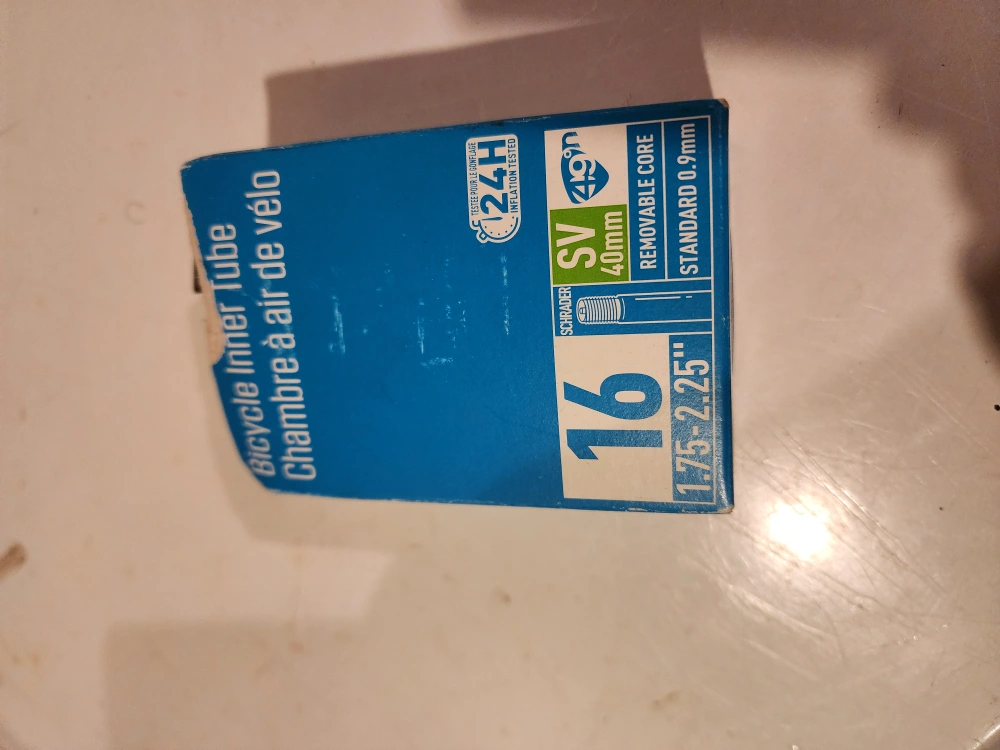 Bicycle Inner Tube
Chambre à air de vélo
TESTÉE POUR LE GONFLAGE
24H
INFLATION TESTED
16
1.75 - 2.25"
SCHRADER
SV
40mm
49°n
REMOVABLE CORE
STANDARD 0.9mm